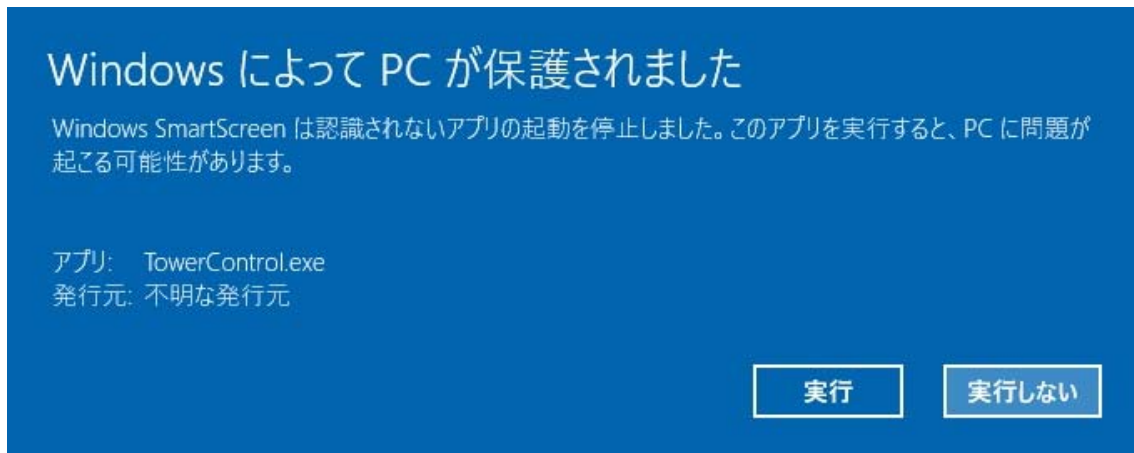 Windows によって PC が保護されました
Windows SmartScreen は認識されないアプリの起動を停止しました。このアプリを実行すると、PC に問題が
起こる可能性があります。
アプリ: TowerControl.exe
発行元: 不明な発行元
実行 実行しない